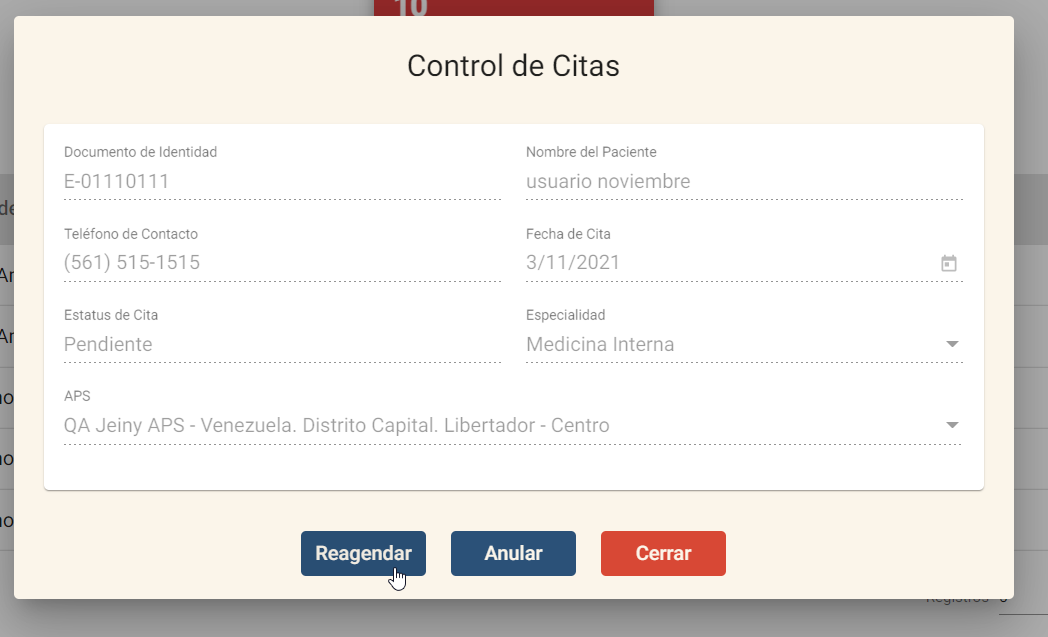 10
Control de Citas
Documento de Identidad
Nombre del Paciente
E-01110111
usuario noviembre
Teléfono de Contacto
Fecha de Cita
(561) 515-1515
3/11/2021
Estatus de Cita
Especialidad
Pendiente
Medicina Interna
APS
QA Jeiny APS - Venezuela. Distrito Capital. Libertador - Centro
Reagendar
Anular
Cerrar
Registros